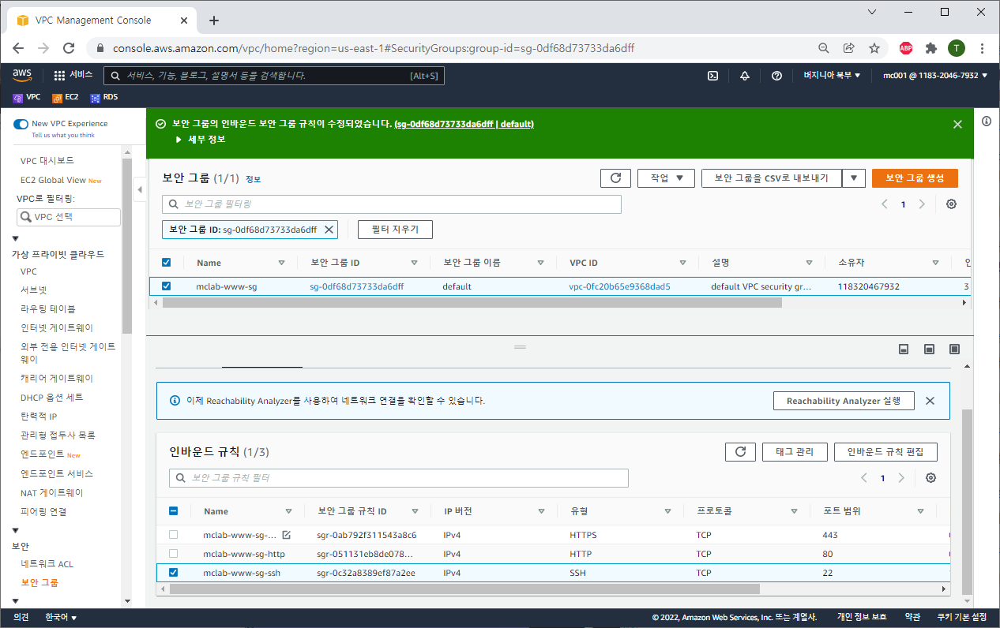 VPC Management Console
console.aws.amazon.com/vpc/home?region=us-east-1#SecurityGroups:group-id=sg-0df68d73733da6dff
ABP
T
aws
서비스
서비스, 기능, 블로그, 설명서 등을 검색합니다.
[Alt+S]
버지니아 북부 ▼
mc001 @ 1183-2046-7932 ▼
VPC
EC2
RDS
New VPC Experience
Tell us what you think
VPC 대시보드
EC2 Global View New
VPC로 필터링:
VPC 선택
가상 프라이빗 클라우드
VPC
서브넷
라우팅 테이블
인터넷 게이트웨이
외부 전용 인터넷 게이트
웨이
캐리어 게이트웨이
DHCP 옵션 세트
탄력적 IP
관리형 접두사 목록
엔드포인트 New
엔드포인트 서비스
NAT 게이트웨이
피어링 연결
보안
네트워크 ACL
보안 그룹
보안 그룹의 인바운드 보안 그룹 규칙이 수정되었습니다. (sg-0df68d73733da6dff | default)
▶ 세부 정보
보안 그룹 (1/1) 정보
작업 ▼
보안 그룹을 CSV로 내보내기 ▼
보안 그룹 생성
보안 그룹 필터링
1
보안 그룹 ID: sg-0df68d73733da6dff
필터 지우기
Name 보안 그룹 ID 보안 그룹 이름 VPC ID 설명 소유자
mclab-www-sg sg-0df68d73733da6dff default vpc-0fc20b65e9368dad5 default VPC security gr... 118320467932 3
이제 Reachability Analyzer를 사용하여 네트워크 연결을 확인할 수 있습니다.
Reachability Analyzer 실행
인바운드 규칙 (1/3)
태그 관리
인바운드 규칙 편집
보안 그룹 규칙 필터
1
Name 보안 그룹 규칙 ID IP 버전 유형 프로토콜 포트 범위
mclab-www-sg-... sgr-0ab792f311543a8c6 IPv4 HTTPS TCP 443
mclab-www-sg-http sgr-051131eb8de078... IPv4 HTTP TCP 80
mclab-www-sg-ssh sgr-0c32a8389ef87a2ee IPv4 SSH TCP 22
의견
한국어 ▼
© 2022, Amazon Web Services, Inc. 또는 계열사.
개인 정보 보호
약관
쿠키 기본 설정